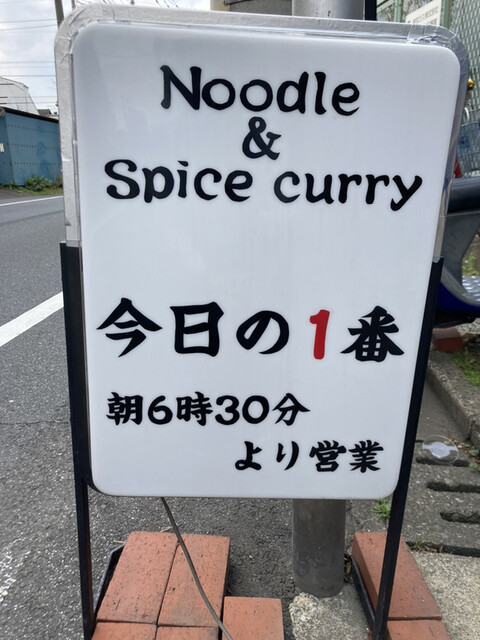 Noodle
&
Spice curry
今日の1番
朝6時30分
より営業